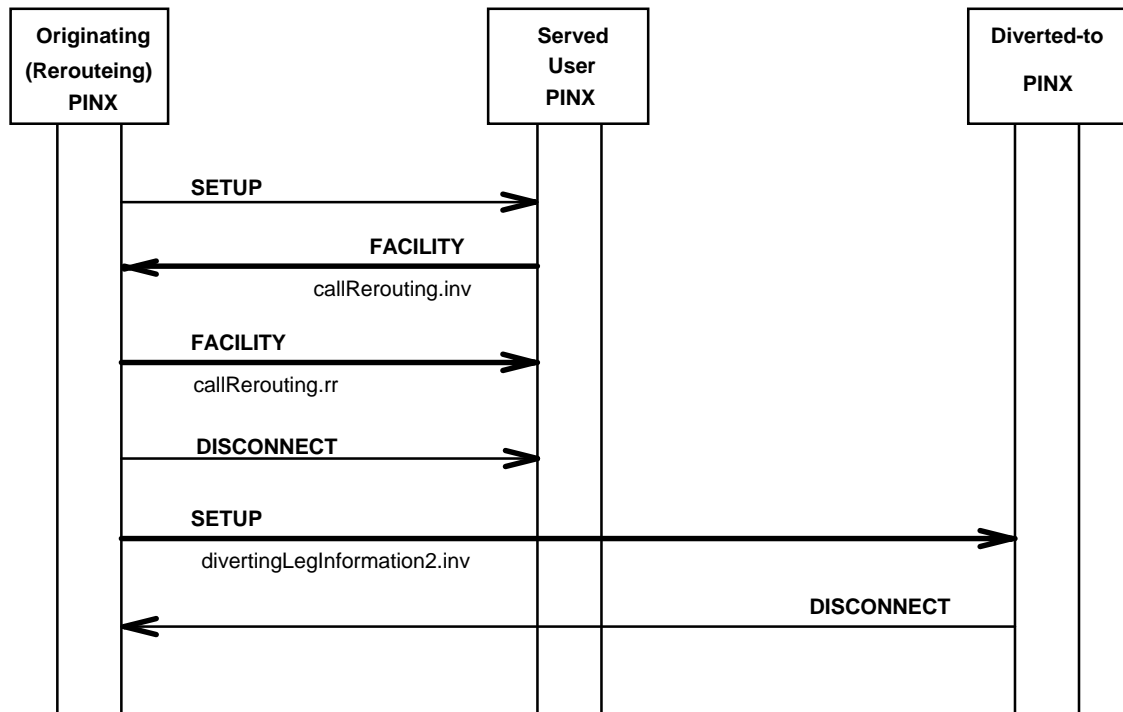 Originating
(Rerouteing)
PINX
Served
User
PINX
Diverted-to
PINX
SETUP
FACILITY
callRerouting.inv
FACILITY
callRerouting.rr
DISCONNECT
SETUP
divertingLegInformation2.inv
DISCONNECT